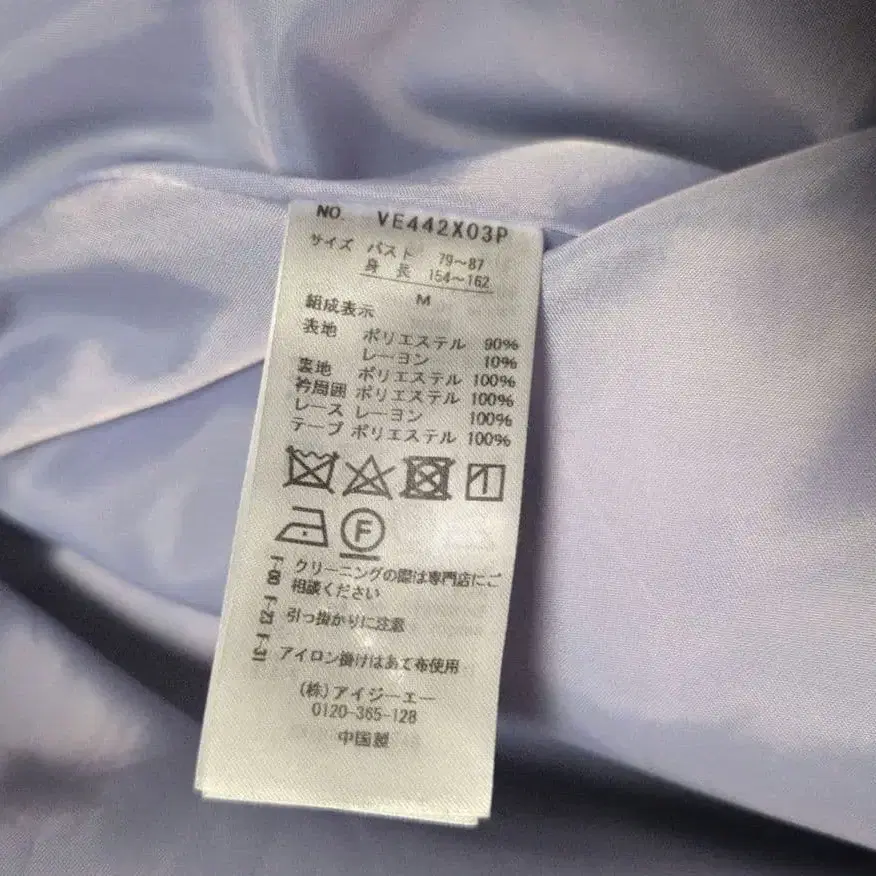 NO. VE442X03P
サイズ バスト 79~87
身長 154~162
M
組成表示
表地 ポリエステル 90%
レーヨン 10%
裏地 ポリエステル 100%
衿周囲 ポリエステル 100%
レース レーヨン 100%
テープ ポリエステル 100%
F
クリーニングの際は専門店にご
相談ください
引っ掛かりに注意
アイロン掛けはあて布使用
(株)アイジーエー
0120-365-128
中国製